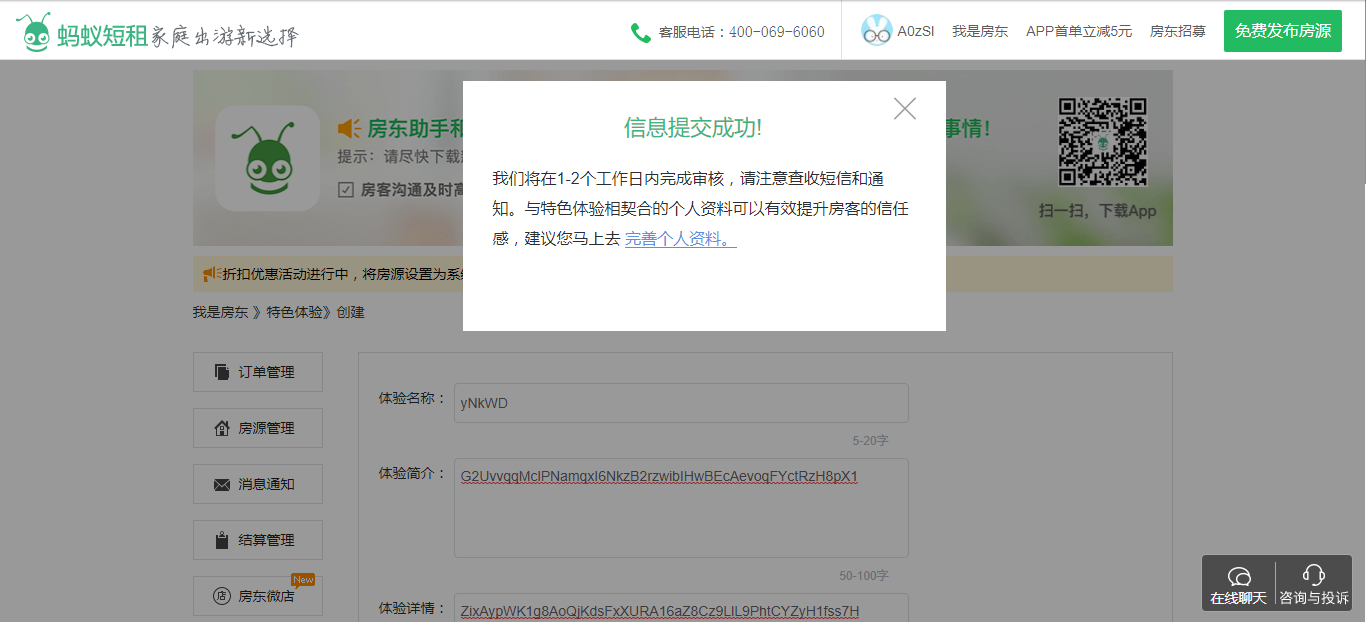 蚂蚁短租 家庭出游新选择
客服电话：400-069-6060
A0zSl 我是房东 APP首单立减5元 房东招募 免费发布房源
信息提交成功!
我们将在1-2个工作日内完成审核，请注意查收短信和通
知。与特色体验相契合的个人资料可以有效提升房客的信任
感，建议您马上去 完善个人资料。
房东助手和
事情！
提示：请尽快下载
房客沟通及时高
扫一扫，下载App
折扣优惠活动进行中，将房源设置为系
我是房东 》特色体验》创建
订单管理
房源管理
消息通知
结算管理
New
店 房东微店
体验名称：
yNkWD
5-20字
体验简介：
G2UvvqqMclPNamqxI6NkzB2rzwibIHwBEcAevoqFYctRzH8pX1
50-100字
体验详情：
ZixAypWK1g8AoQjKdsFxXURA16aZ8Cz9LIL9PhtCYZyH1fss7H
在线聊天
咨询与投诉